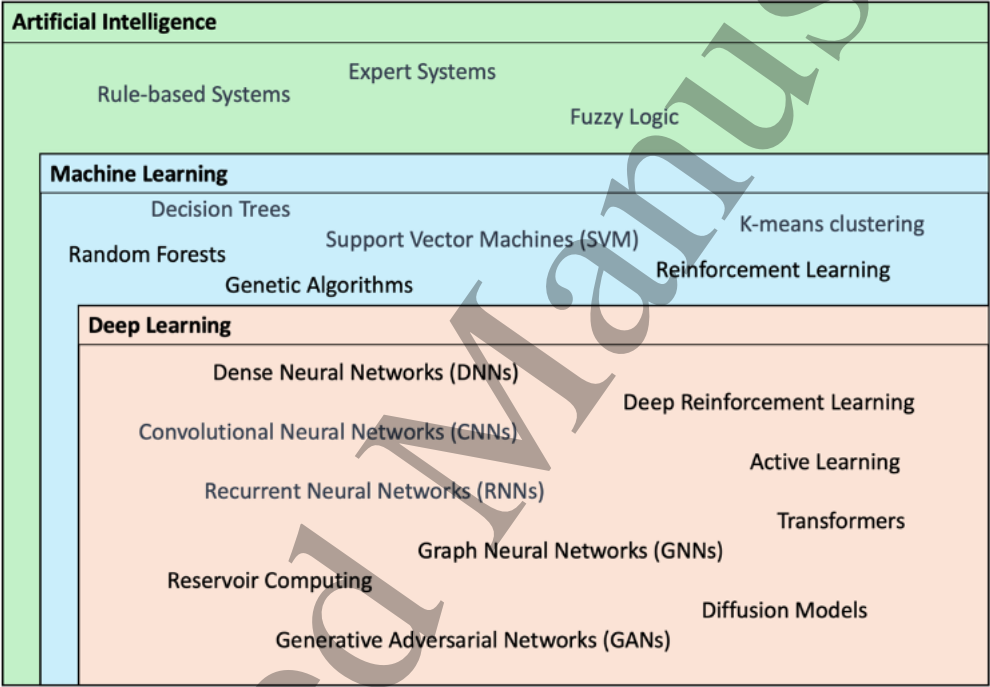 Artificial Intelligence
Expert Systems
Rule-based Systems
Fuzzy Logic
Machine Learning
Decision Trees
K-means clustering
Support Vector Machines (SVM)
Random Forests
Reinforcement Learning
Genetic Algorithms
Deep Learning
Dense Neural Networks (DNNs)
Deep Reinforcement Learning
Convolutional Neural Networks (CNNs)
Active Learning
Recurrent Neural Networks (RNNs)
Transformers
Graph Neural Networks (GNNs)
Reservoir Computing
Diffusion Models
Generative Adversarial Networks (GANs)
ed Manus